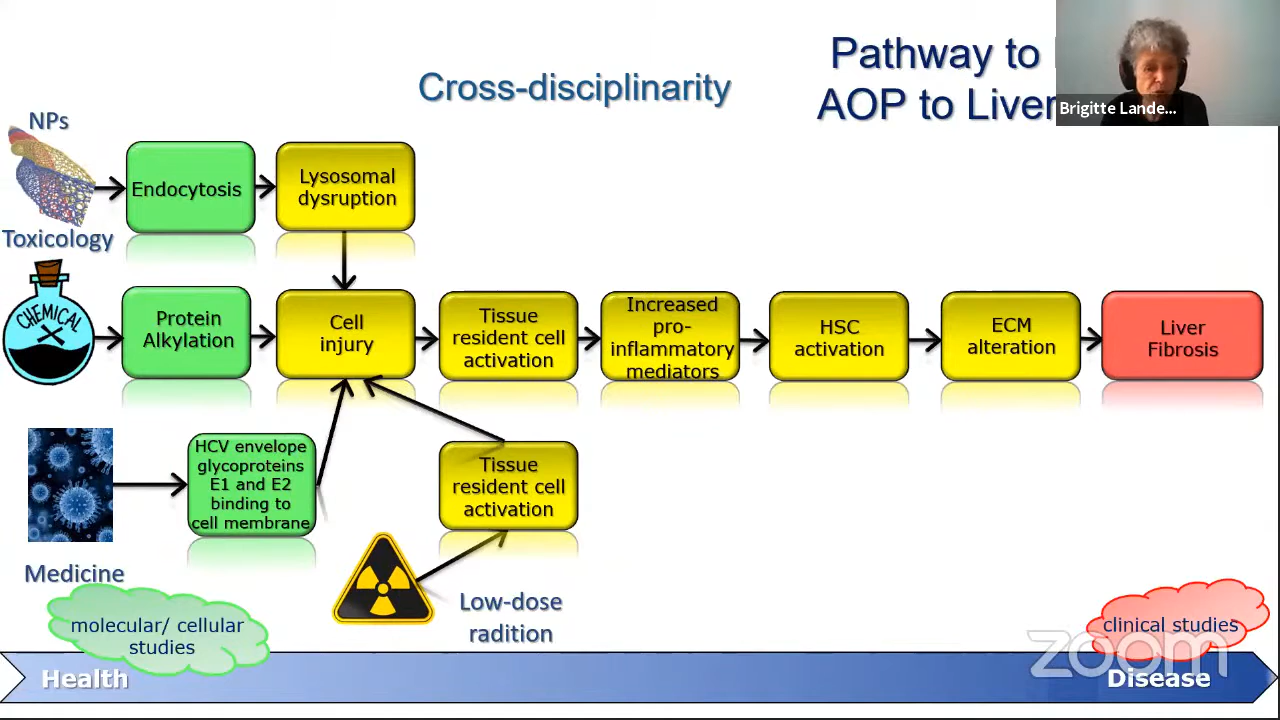 Pathway to
Cross-disciplinarity
AOP to Liver
Brigitte Lande...
NPs
Endocytosis
Lysosomal
dysruption
Toxicology
CHEMICAL
Protein
Alkylation
Cell
injury
Tissue
resident cell
activation
Increased
pro-
inflammatory
mediators
HSC
activation
ECM
alteration
Liver
Fibrosis
HCV envelope
glycoproteins
E1 and E2
binding to
cell membrane
Tissue
resident cell
activation
Medicine
Low-dose
radition
molecular/ cellular
studies
clinical studies
zoom
Health
Disease